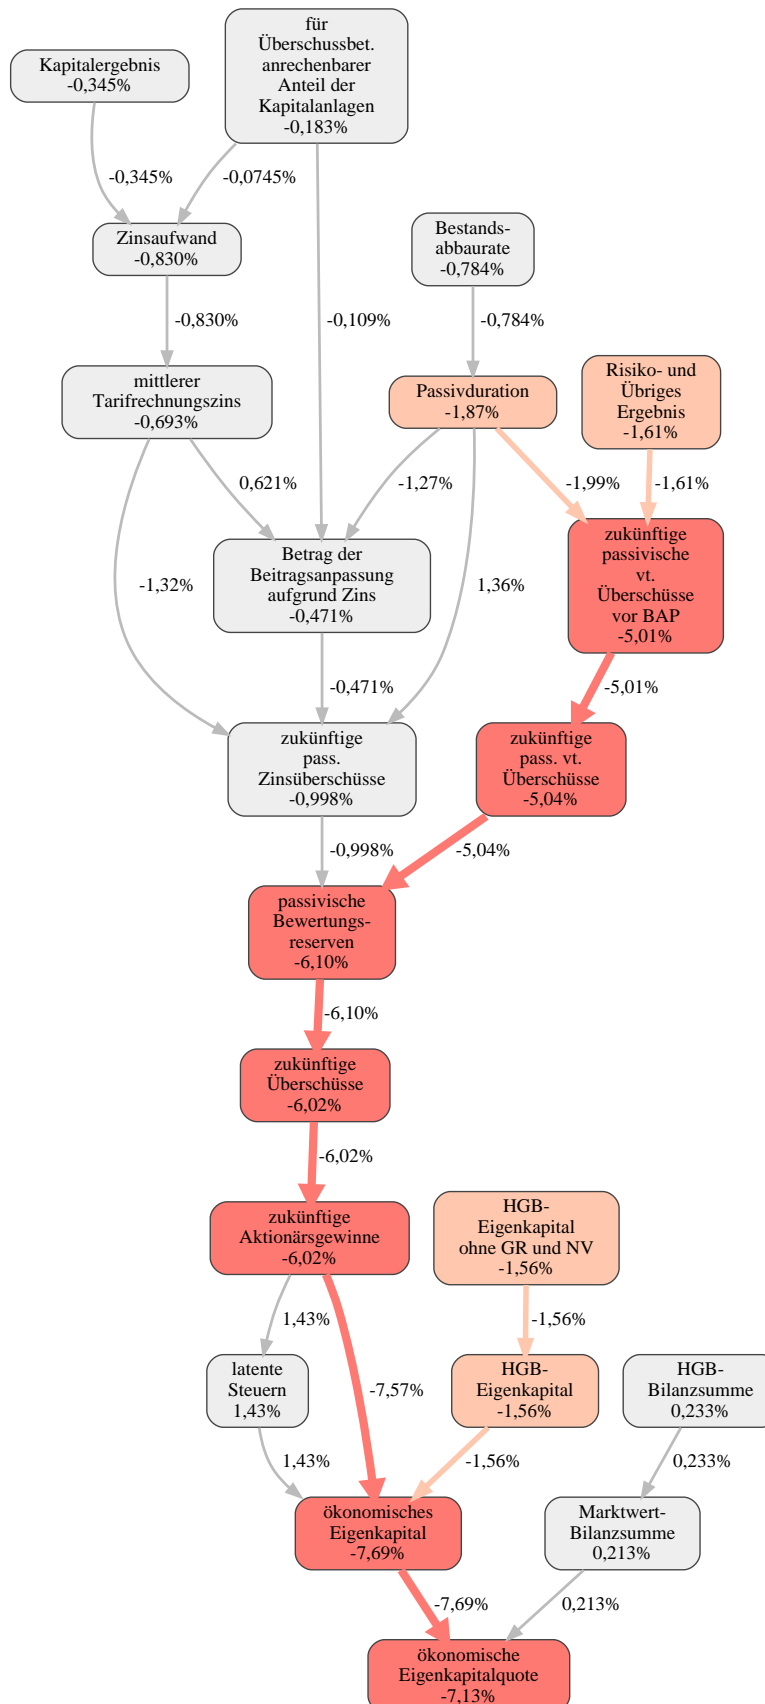 für
Überschussbet.
anrechenbarer
Anteil der
Kapitalanlagen
-0,183%
Kapitalergebnis
-0,345%
-0,345%
-0,0745%
Zinsaufwand
-0,830%
Bestands-
abbaurate
-0,784%
-0,830%
-0,109%
-0,784%
mittlerer
Tarifrechnungszins
-0,693%
Passivduration
-1,87%
Risiko- und
Übriges
Ergebnis
-1,61%
0,621%
-1,27%
-1,99%
-1,61%
-1,32%
Betrag der
Beitragsanpassung
aufgrund Zins
-0,471%
1,36%
zukünftige
passivische
vt.
Überschüsse
vor BAP
-5,01%
-0,471%
-5,01%
zukünftige
pass.
Zinsüberschüsse
-0,998%
zukünftige
pass. vt.
Überschüsse
-5,04%
-0,998%
-5,04%
passivische
Bewertungs-
reserven
-6,10%
-6,10%
zukünftige
Überschüsse
-6,02%
-6,02%
zukünftige
Aktionärsgewinne
-6,02%
HGB-
Eigenkapital
ohne GR und NV
-1,56%
1,43%
-1,56%
latente
Steuern
1,43%
-7,57%
HGB-
Eigenkapital
-1,56%
HGB-
Bilanzsumme
0,233%
1,43%
-1,56%
0,233%
ökonomisches
Eigenkapital
-7,69%
Marktwert-
Bilanzsumme
0,213%
-7,69%
0,213%
ökonomische
Eigenkapitalquote
-7,13%